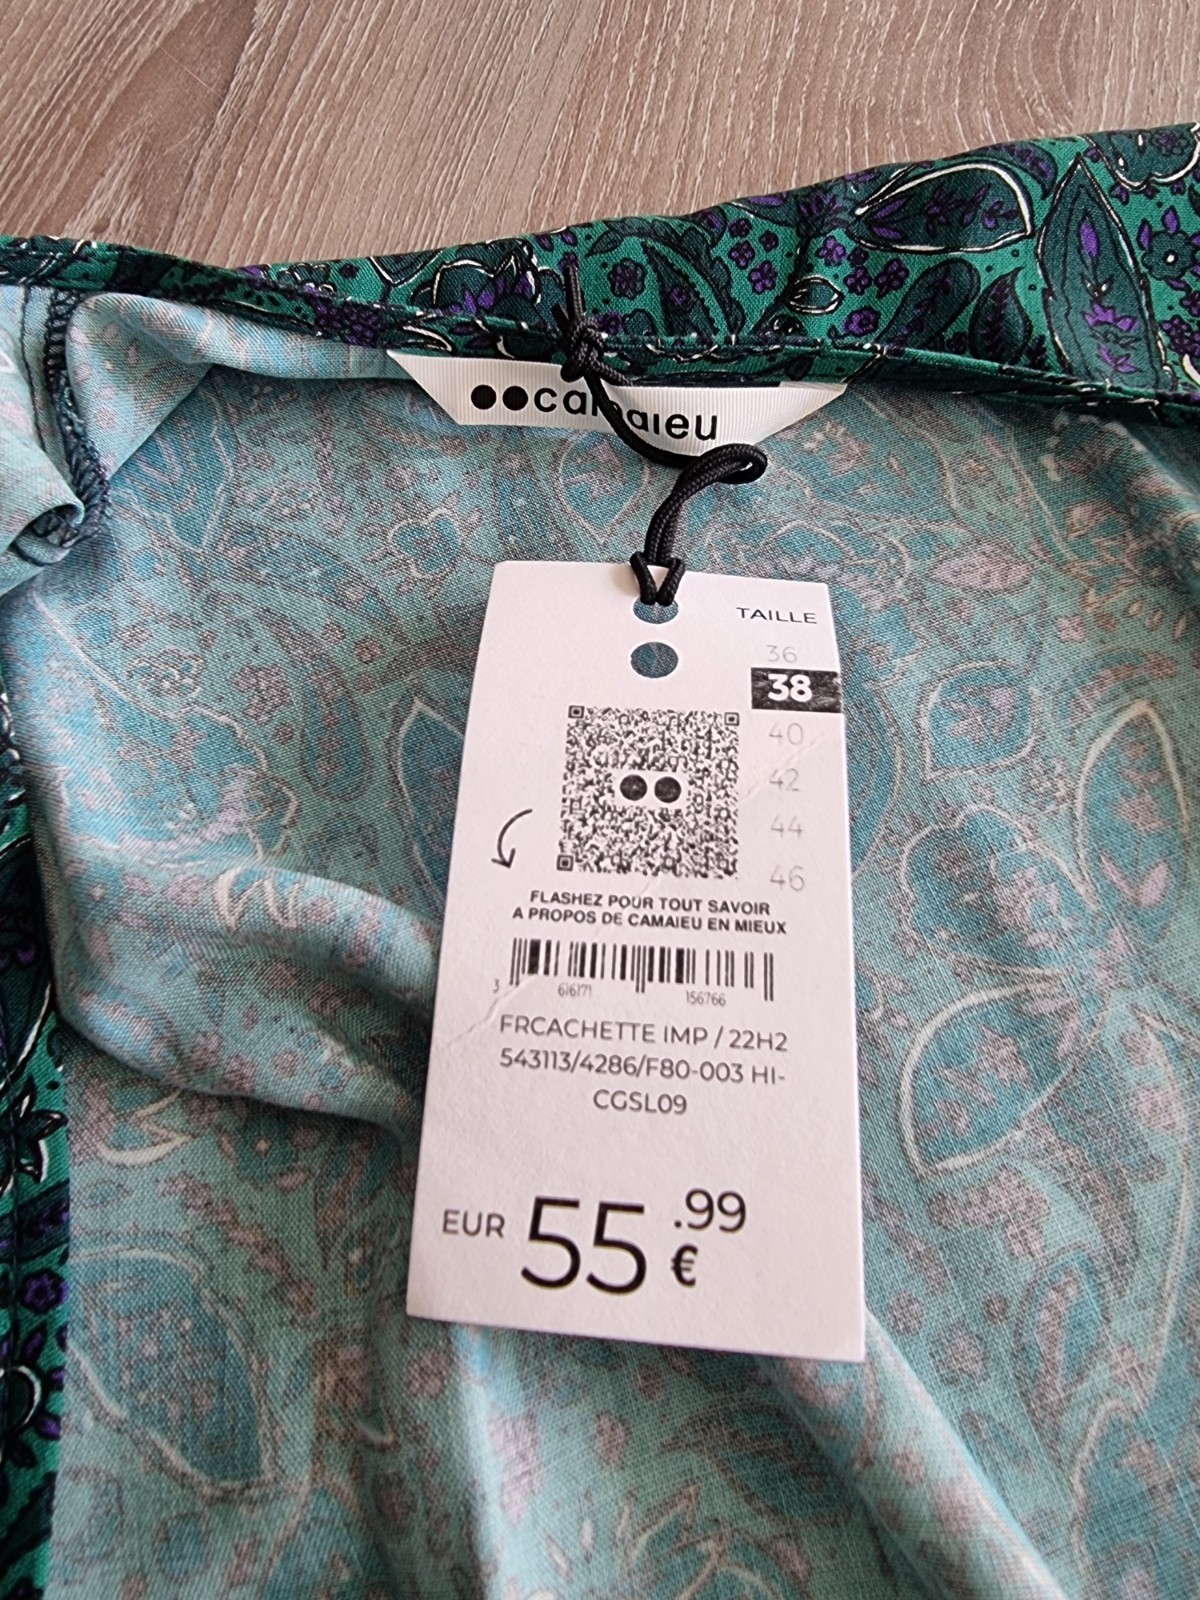 camaïeu
TAILLE
36
38
40
42
44
46
FLASHEZ POUR TOUT SAVOIR
A PROPOS DE CAMAIEU EN MIEUX
3 616171 156766
FRCACHETTE IMP / 22H2
543113/4286/F80-003 HI-
CGSL09
EUR 55.99 €